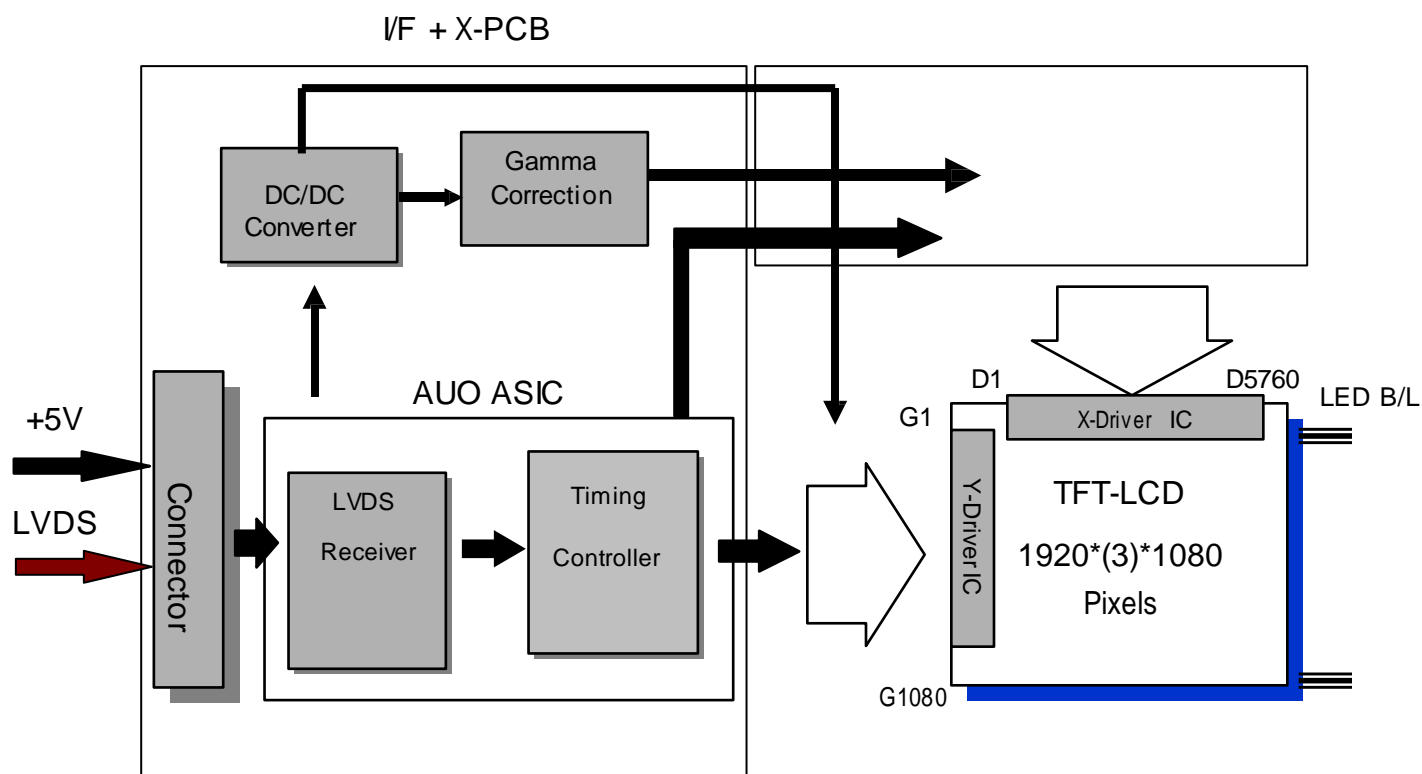 I/F + X-PCB
DC/DC
Converter
Gamma
Correction
AUO ASIC
+5V
LVDS
Connector
LVDS
Receiver
Timing
Controller
D1
D5760
LED B/L
G1
X-Driver IC
Y-Driver IC
TFT-LCD
1920*(3)*1080
Pixels
G1080